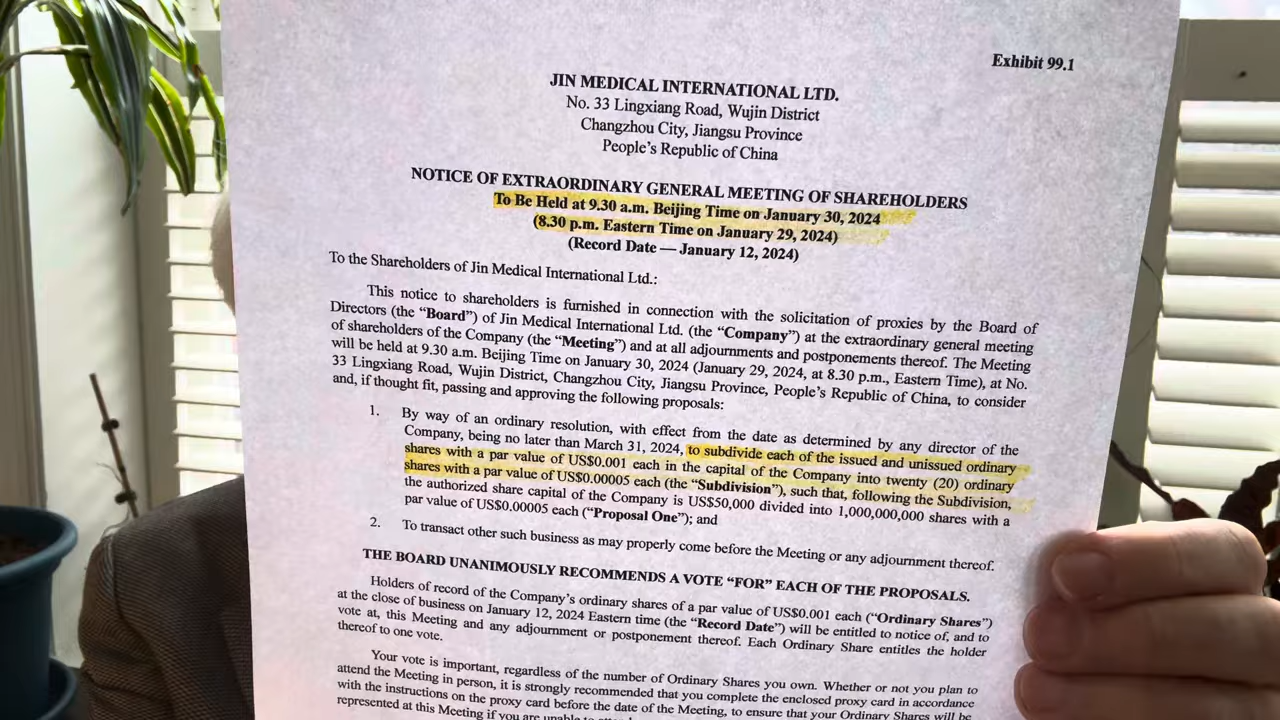 Exhibit 99.1
JIN MEDICAL INTERNATIONAL LTD.
No. 33 Lingxiang Road, Wujin District
Changzhou City, Jiangsu Province
People's Republic of China
NOTICE OF EXTRAORDINARY GENERAL MEETING OF SHAREHOLDERS
To Be Held at 9.30 a.m. Beijing Time on January 30, 2024
(8.30 p.m. Eastern Time on January 29, 2024)
(Record Date — January 12, 2024)
To the Shareholders of Jin Medical International Ltd.:
This notice to shareholders is furnished in connection with the solicitation of proxies by the Board of
Directors (the “Board”) of Jin Medical International Ltd. (the “Company”) at the extraordinary general meeting
of shareholders of the Company (the “Meeting”) and at all adjournments and postponements thereof. The Meeting
will be held at 9.30 a.m. Beijing Time on January 30, 2024 (January 29, 2024, at 8.30 p.m., Eastern Time), at No.
33 Lingxiang Road, Wujin District, Changzhou City, Jiangsu Province, People's Republic of China, to consider
and, if thought fit, passing and approving the following proposals:
1. By way of an ordinary resolution, with effect from the date as determined by any director of the
Company, being no later than March 31, 2024, to subdivide each of the issued and unissued ordinary
shares with a par value of US$0.001 each in the capital of the Company into twenty (20) ordinary
shares with a par value of US$0.00005 each (the “Subdivision”), such that, following the Subdivision,
the authorized share capital of the Company is US$50,000 divided into 1,000,000,000 shares with a
par value of US$0.00005 each (“Proposal One”); and
2. To transact other such business as may properly come before the Meeting or any adjournment thereof.
THE BOARD UNANIMOUSLY RECOMMENDS A VOTE “FOR” EACH OF THE PROPOSALS.
Holders of record of the Company's ordinary shares of a par value of US$0.001 each (“Ordinary Shares”)
at the close of business on January 12, 2024 Eastern time (the “Record Date”) will be entitled to notice of, and to
vote at, this Meeting and any adjournment or postponement thereof. Each Ordinary Share entitles the holder
thereof to one vote.
Your vote is important, regardless of the number of Ordinary Shares you own. Whether or not you plan to
attend the Meeting in person, it is strongly recommended that you complete the enclosed proxy card in accordance
with the instructions on the proxy card before the date of the Meeting, to ensure that your Ordinary Shares will be
represented at this Meeting if you are unable to